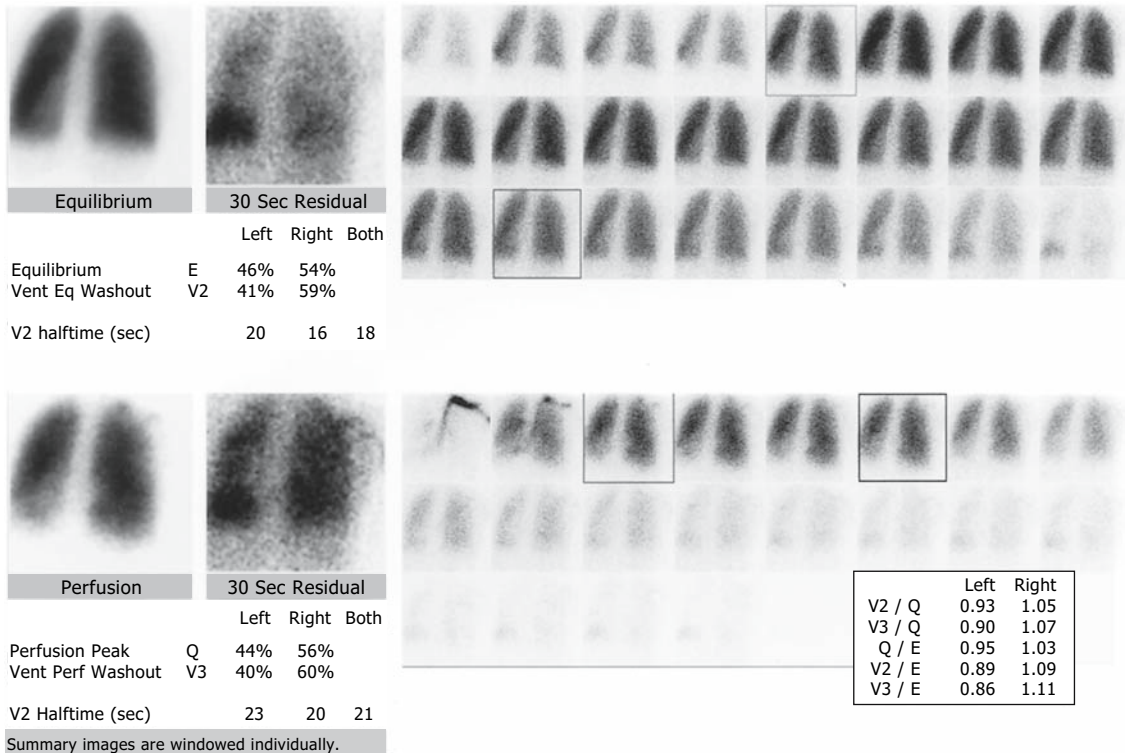 Equilibrium 30 Sec Residual
Left Right Both
Equilibrium E 46% 54%
Vent Eq Washout V2 41% 59%
V2 halftime (sec) 20 16 18
Perfusion 30 Sec Residual
Left Right Both
Perfusion Peak Q 44% 56%
Vent Perf Washout V3 40% 60%
V2 Halftime (sec) 23 20 21
Summary images are windowed individually.
Left Right
V2 / Q 0.93 1.05
V3 / Q 0.90 1.07
Q / E 0.95 1.03
V2 / E 0.89 1.09
V3 / E 0.86 1.11